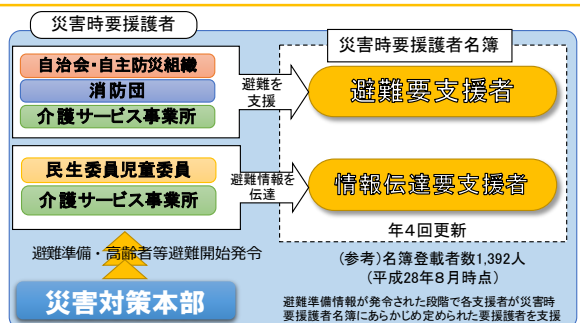 災害時要援護者
自治会・自主防災組織
消防団
介護サービス事業所
避難を
支援
災害時要援護者名簿
避難要支援者
民生委員児童委員
介護サービス事業所
避難情報を
伝達
情報伝達要支援者
年4回更新
避難準備・高齢者等避難開始発令
災害対策本部
(参考)名簿登載者数1,392人
(平成28年8月時点)
避難準備情報が発令された段階で各支援者が災害時
要援護者名簿にあらかじめ定められた要援護者を支援